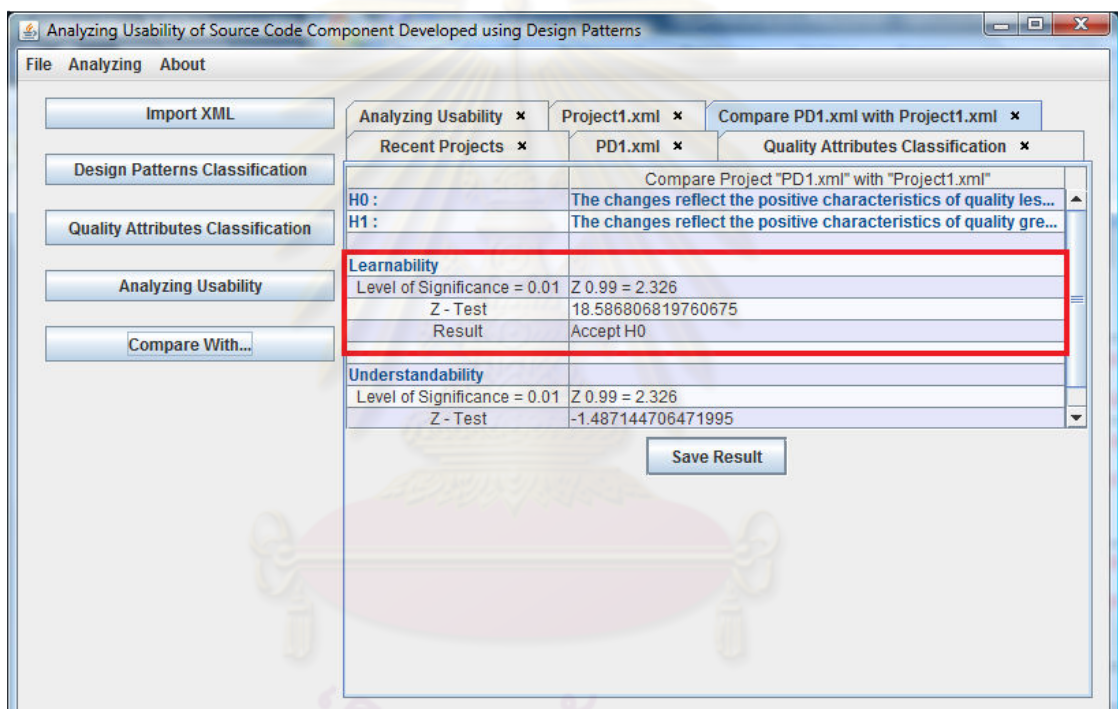 Analyzing Usability of Source Code Component Developed using Design Patterns
File Analyzing About
Import XML
Design Patterns Classification
Quality Attributes Classification
Analyzing Usability
Compare With...
Analyzing Usability × Project1.xml × Compare PD1.xml with Project1.xml ×
Recent Projects × PD1.xml × Quality Attributes Classification ×
Compare Project "PD1.xml" with "Project1.xml"
H0 : The changes reflect the positive characteristics of quality les...
H1 : The changes reflect the positive characteristics of quality gre...
Learnability
Level of Significance = 0.01 Z 0.99 = 2.326
Z - Test 18.586806819760675
Result Accept H0
Understandability
Level of Significance = 0.01 Z 0.99 = 2.326
Z - Test -1.487144706471995
Save Result